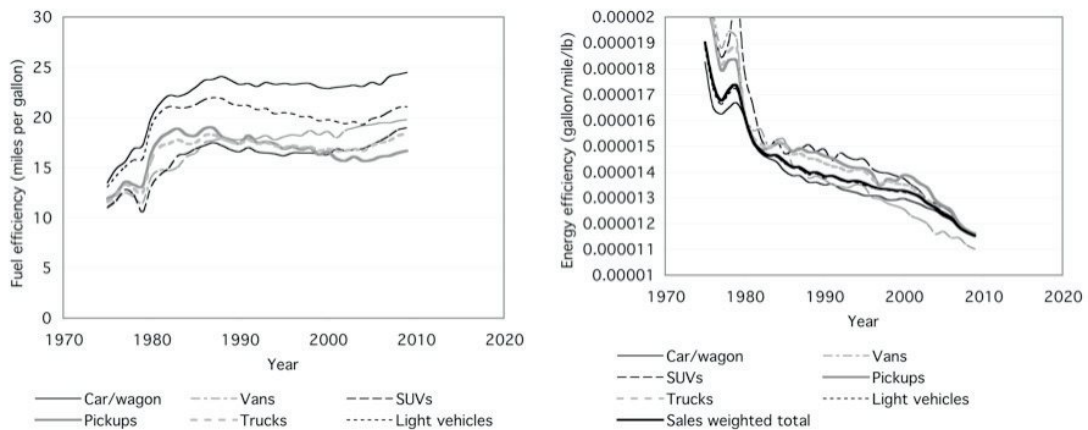 30
25
20
15
10
5
0
Fuel efficiency (miles per gallon)
1970 1980 1990 2000 2010 2020
Year
Car/wagon Vans SUVs
Pickups Trucks Light vehicles
0.00002
0.000019
0.000018
0.000017
0.000016
0.000015
0.000014
0.000013
0.000012
0.000011
0.00001
Energy efficiency (gallon/mile/lb)
1970 1980 1990 2000 2010 2020
Year
Car/wagon Vans
SUVs Pickups
Trucks Light vehicles
Sales weighted total